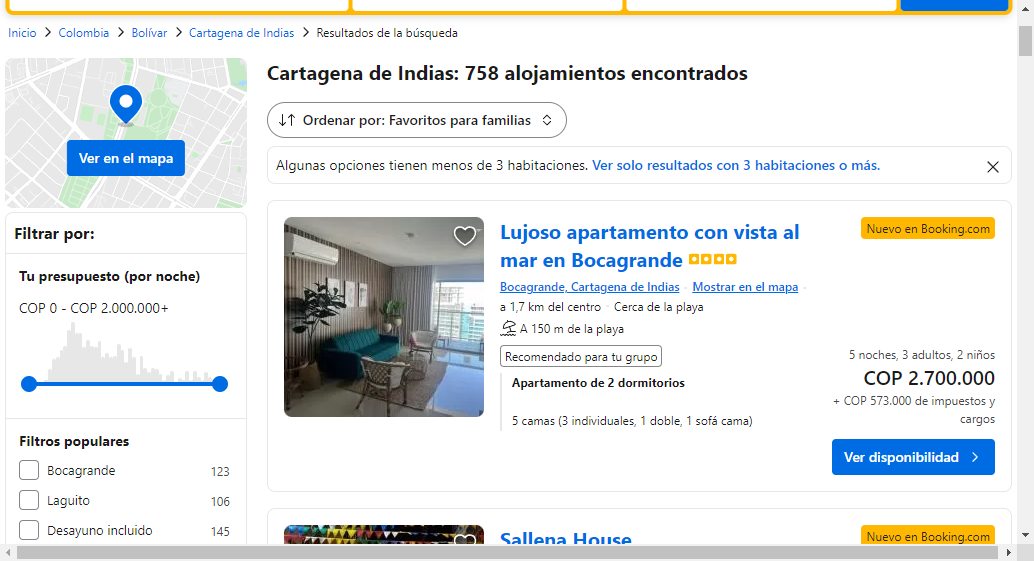 Inicio > Colombia > Bolívar > Cartagena de Indias > Resultados de la búsqueda
Ver en el mapa
Filtrar por:
Tu presupuesto (por noche)
COP 0 - COP 2.000.000+
Filtros populares
Bocagrande 123
Laguito 106
Desayuno incluido 145
Cartagena de Indias: 758 alojamientos encontrados
Ordenar por: Favoritos para familias
Algunas opciones tienen menos de 3 habitaciones. Ver solo resultados con 3 habitaciones o más.
Lujoso apartamento con vista al
mar en Bocagrande
Nuevo en Booking.com
Bocagrande, Cartagena de Indias · Mostrar en el mapa ·
a 1,7 km del centro · Cerca de la playa
A 150 m de la playa
Recomendado para tu grupo
Apartamento de 2 dormitorios
5 camas (3 individuales, 1 doble, 1 sofá cama)
5 noches, 3 adultos, 2 niños
COP 2.700.000
+ COP 573.000 de impuestos y
cargos
Ver disponibilidad
Sallena House
Nuevo en Booking.com